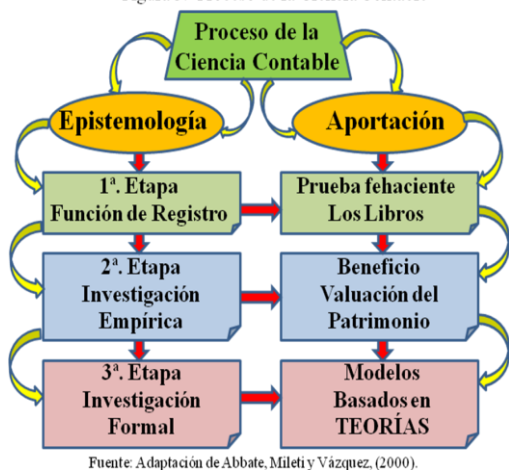 Proceso de la
Ciencia Contable
Epistemología
Aportación
1ª. Etapa
Función de Registro
Prueba fehaciente
Los Libros
2ª. Etapa
Investigación
Empírica
Beneficio
Valuación del
Patrimonio
3ª. Etapa
Investigación
Formal
Modelos
Basados en
TEORÍAS
Fuente: Adaptación de Abbate, Mileti y Vázquez, (2000).